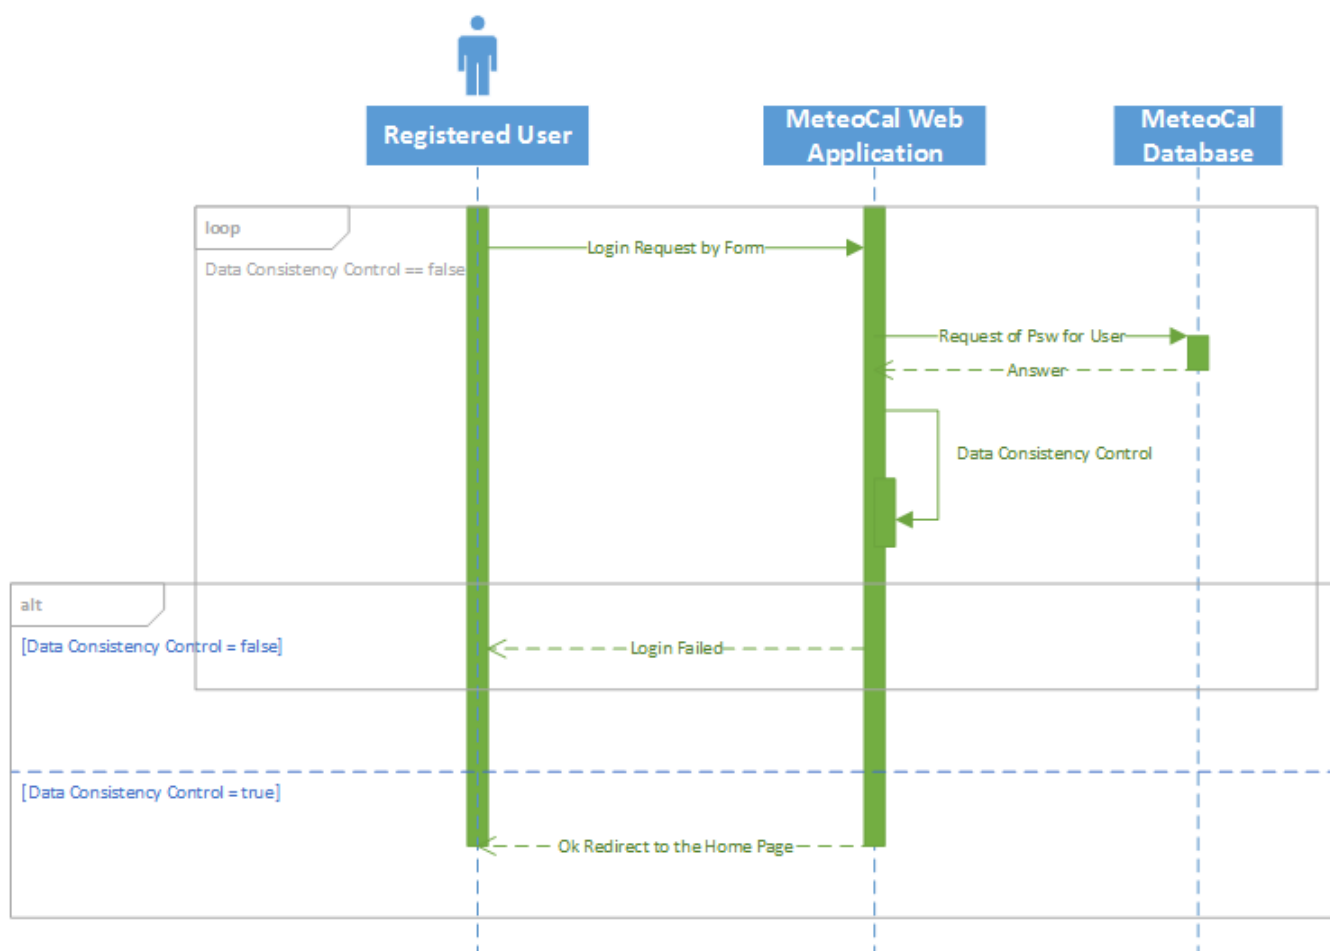 Registered User
MeteoCal Web
Application
MeteoCal
Database
loop
Data Consistency Control == false
Login Request by Form
Request of Psw for User
Answer
Data Consistency Control
alt
[Data Consistency Control = false]
Login Failed
[Data Consistency Control = true]
Ok Redirect to the Home Page